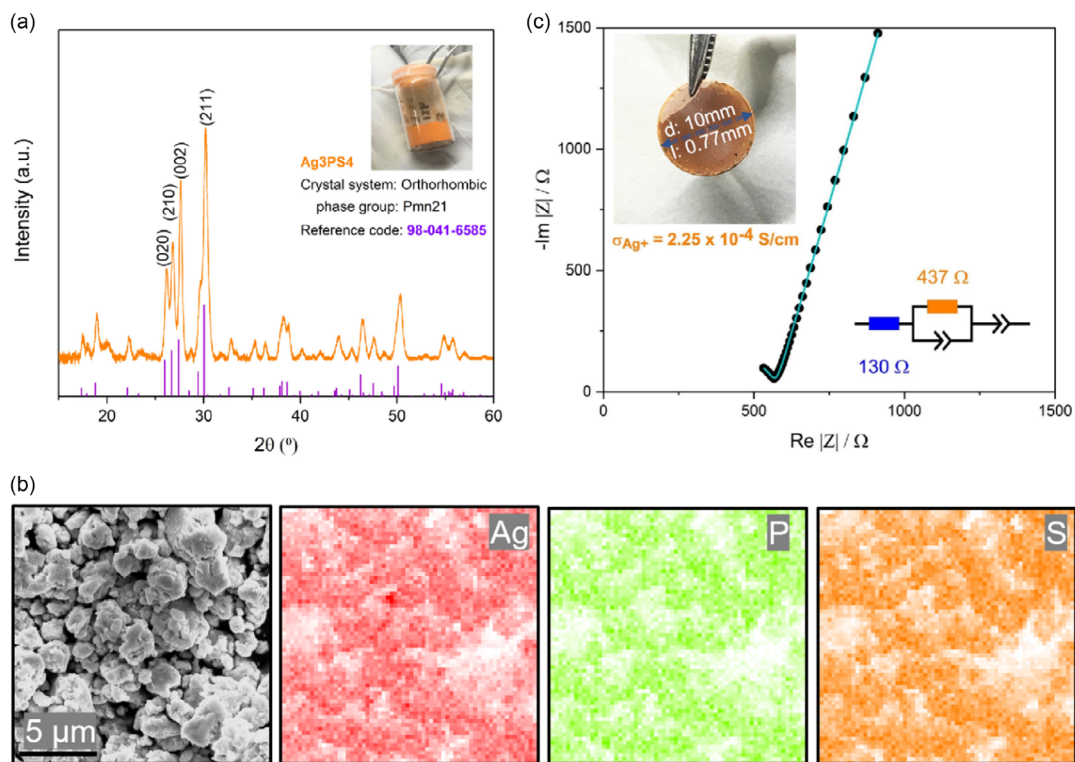 (a)
Intensity (a.u.)
(020)
(210)
(002)
(211)
Ag3PS4
Crystal system: Orthorhombic
phase group: Pmn21
Reference code: 98-041-6585
20
30
40
50
60
2θ (º)
(c)
1500
1000
500
0
-Im |Z| / Ω
d: 10mm
l: 0.77mm
σAg+ = 2.25 x 10-4 S/cm
437 Ω
130 Ω
0
500
1000
1500
Re |Z| / Ω
(b)
5 µm
Ag
P
S